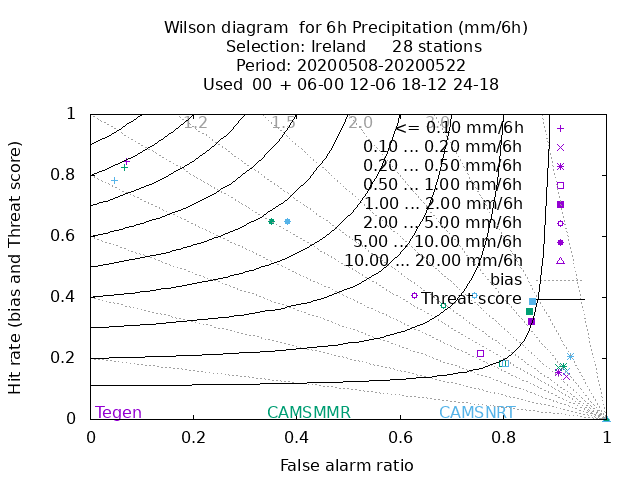 Wilson diagram  for 6h Precipitation (mm/6h)
Selection: Ireland     28 stations
Period: 20200508-20200522
Used  00 + 06-00 12-06 18-12 24-18
Hit rate (bias and Threat score)
1
0.8
0.6
0.4
0.2
0
1.2
1.5
2.0
3.0
<= 0.10 mm/6h
0.10 ... 0.20 mm/6h
0.20 ... 0.50 mm/6h
0.50 ... 1.00 mm/6h
1.00 ... 2.00 mm/6h
2.00 ... 5.00 mm/6h
5.00 ... 10.00 mm/6h
10.00 ... 20.00 mm/6h
bias
Threat score
Tegen
CAMSMMR
CAMSNRT
0 0.2 0.4 0.6 0.8 1
False alarm ratio